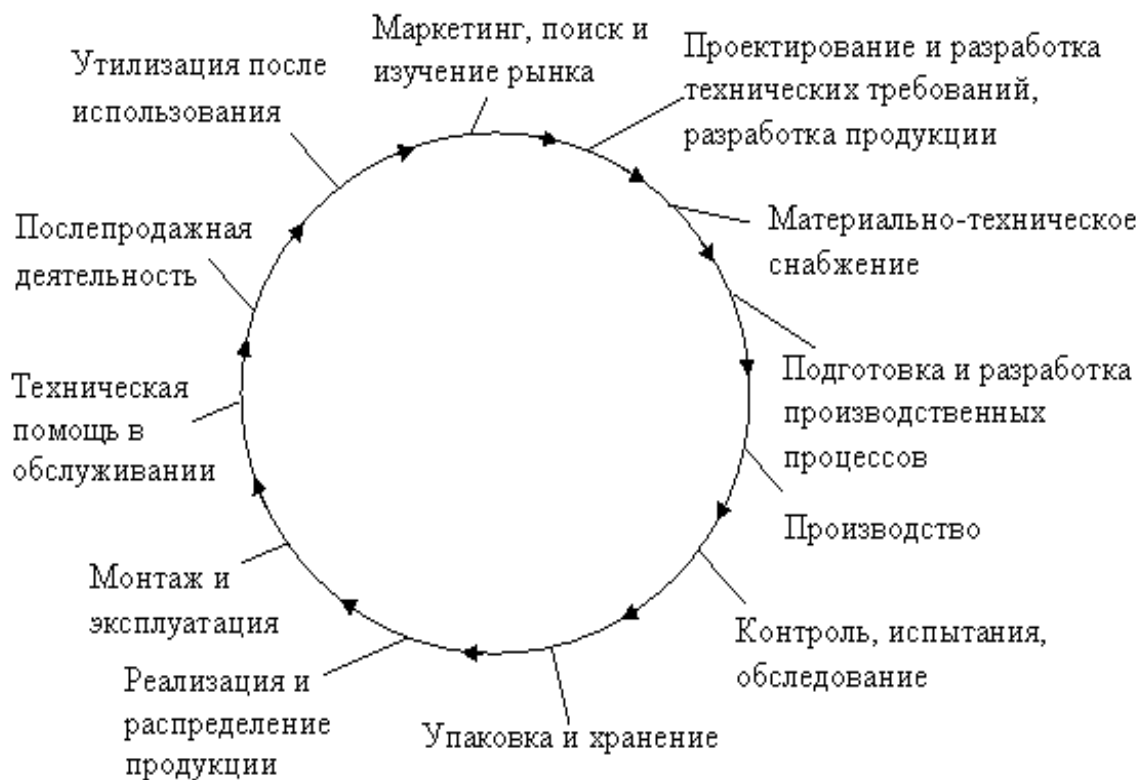 Маркетинг, поиск и
изучение рынка
Проектирование и разработка
технических требований,
разработка продукции
Материально-техническое
снабжение
Подготовка и разработка
производственных
процессов
Производство
Контроль, испытания,
обследование
Упаковка и хранение
Реализация и
распределение
продукции
Монтаж и
эксплуатация
Техническая
помощь в
обслуживании
Послепродажная
деятельность
Утилизация после
использования